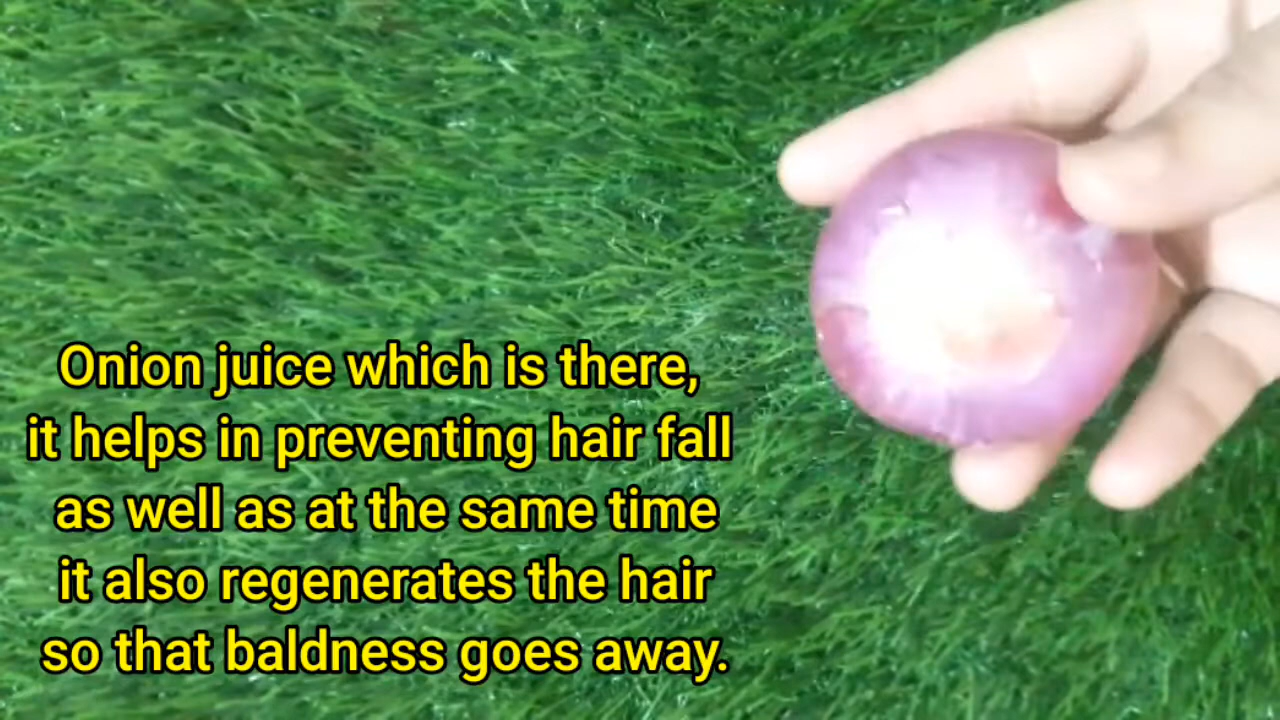 Onion juice which is there,
it helps in preventing hair fall
as well as at the same time
it also regenerates the hair
so that baldness goes away.